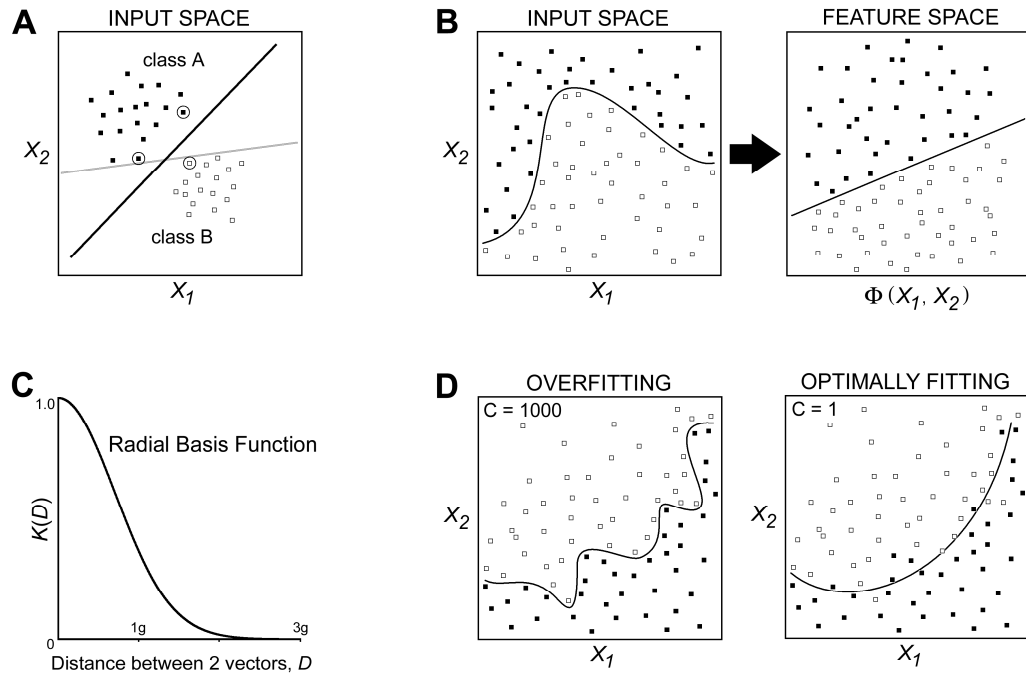 A
INPUT SPACE
class A
X2
class B
X1
B
INPUT SPACE
X2
X1
FEATURE SPACE
Φ (X1, X2)
C
1.0
Radial Basis Function
K(D)
0
1g
3g
Distance between 2 vectors, D
D
OVERFITTING
C = 1000
X2
X1
OPTIMALLY FITTING
C = 1
X2
X1